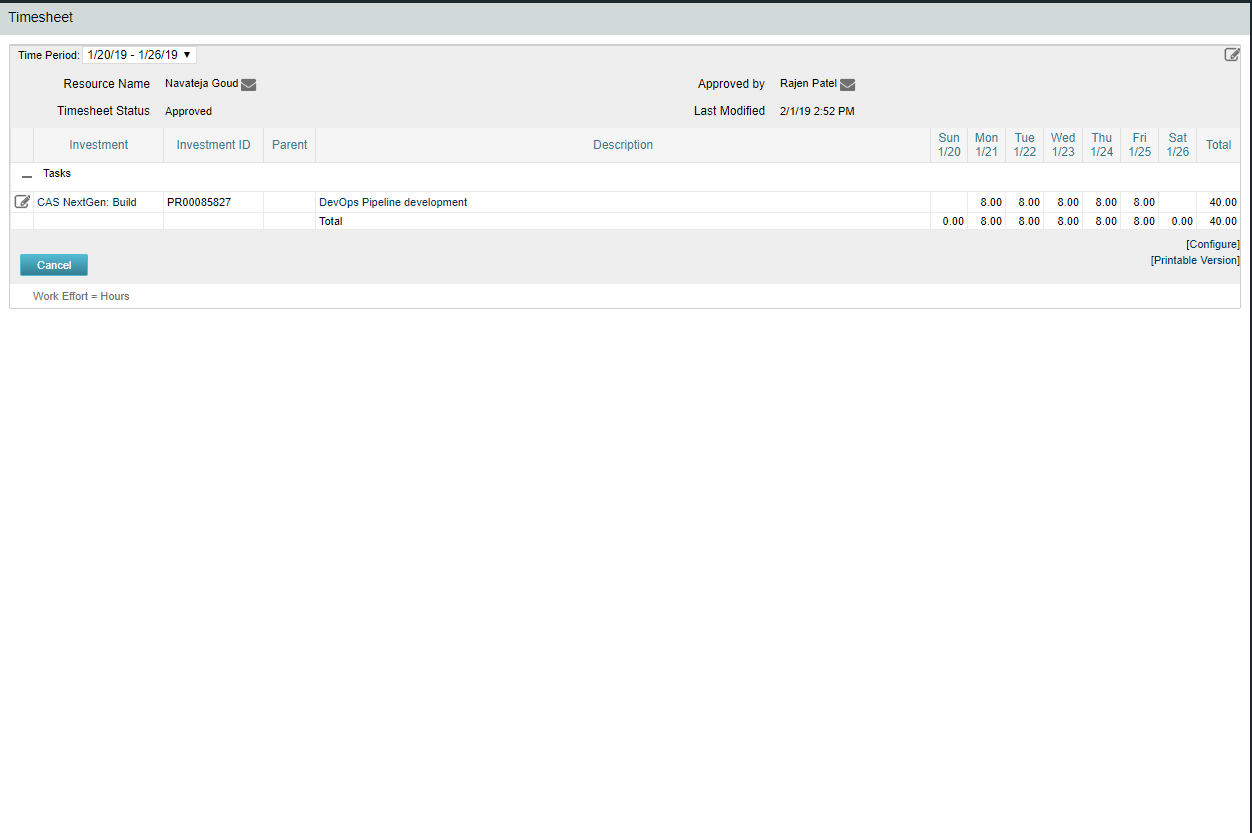 Timesheet
Time Period: 1/20/19 - 1/26/19 ▼
Resource Name Navateja Goud Approved by Rajen Patel
Timesheet Status Approved Last Modified 2/1/19 2:52 PM
Investment Investment ID Parent Description Sun 1/20 Mon 1/21 Tue 1/22 Wed 1/23 Thu 1/24 Fri 1/25 Sat 1/26 Total
Tasks
CAS NextGen: Build PR00085827 DevOps Pipeline development 8.00 8.00 8.00 8.00 8.00 40.00
Total 0.00 8.00 8.00 8.00 8.00 8.00 0.00 40.00
[Configure]
[Printable Version]
Cancel
Work Effort = Hours